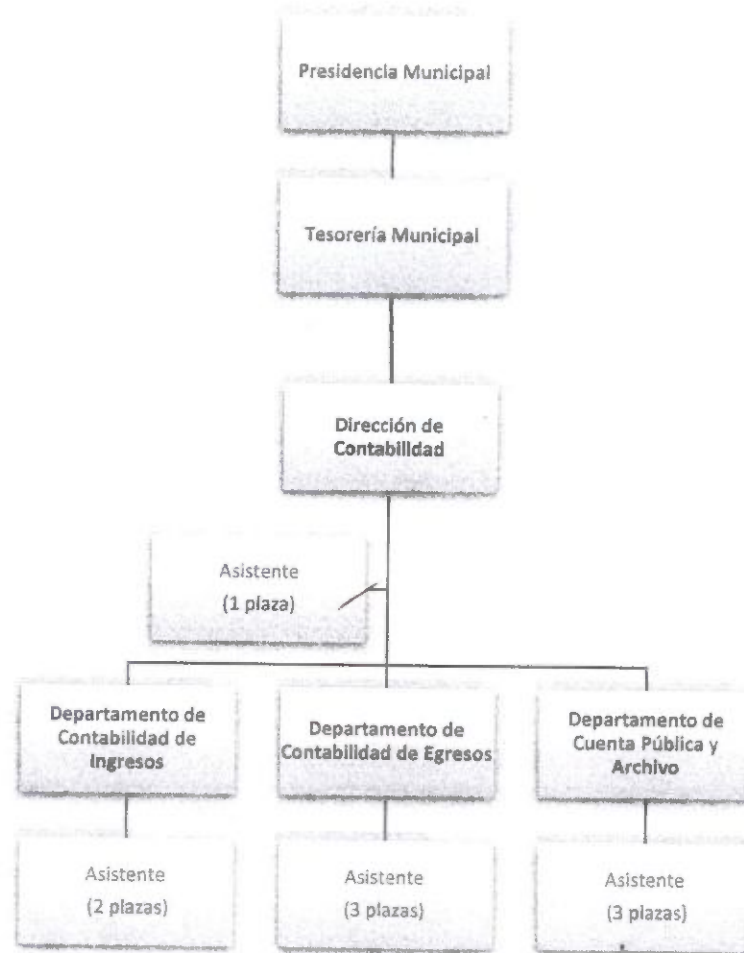 Presidencia Municipal
Tesorería Municipal
Dirección de
Contabilidad
Asistente
(1 plaza)
Departamento de
Contabilidad de
Ingresos
Departamento de
Contabilidad de Egresos
Departamento de
Cuenta Pública y
Archivo
Asistente
(2 plazas)
Asistente
(3 plazas)
Asistente
(3 plazas)